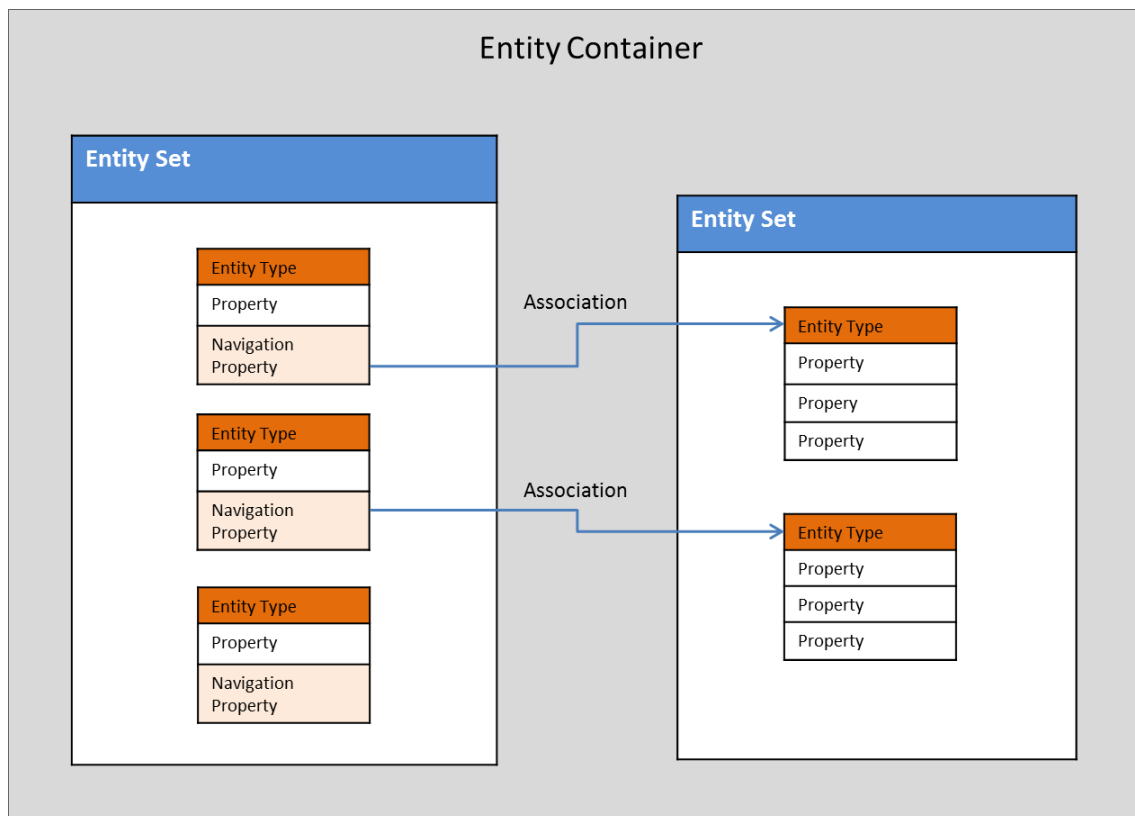 Entity Container
Entity Set
Entity Type
Property
Navigation
Property
Entity Type
Property
Navigation
Property
Entity Type
Property
Navigation
Property
Association
Association
Entity Set
Entity Type
Property
Propery
Property
Entity Type
Property
Property
Property